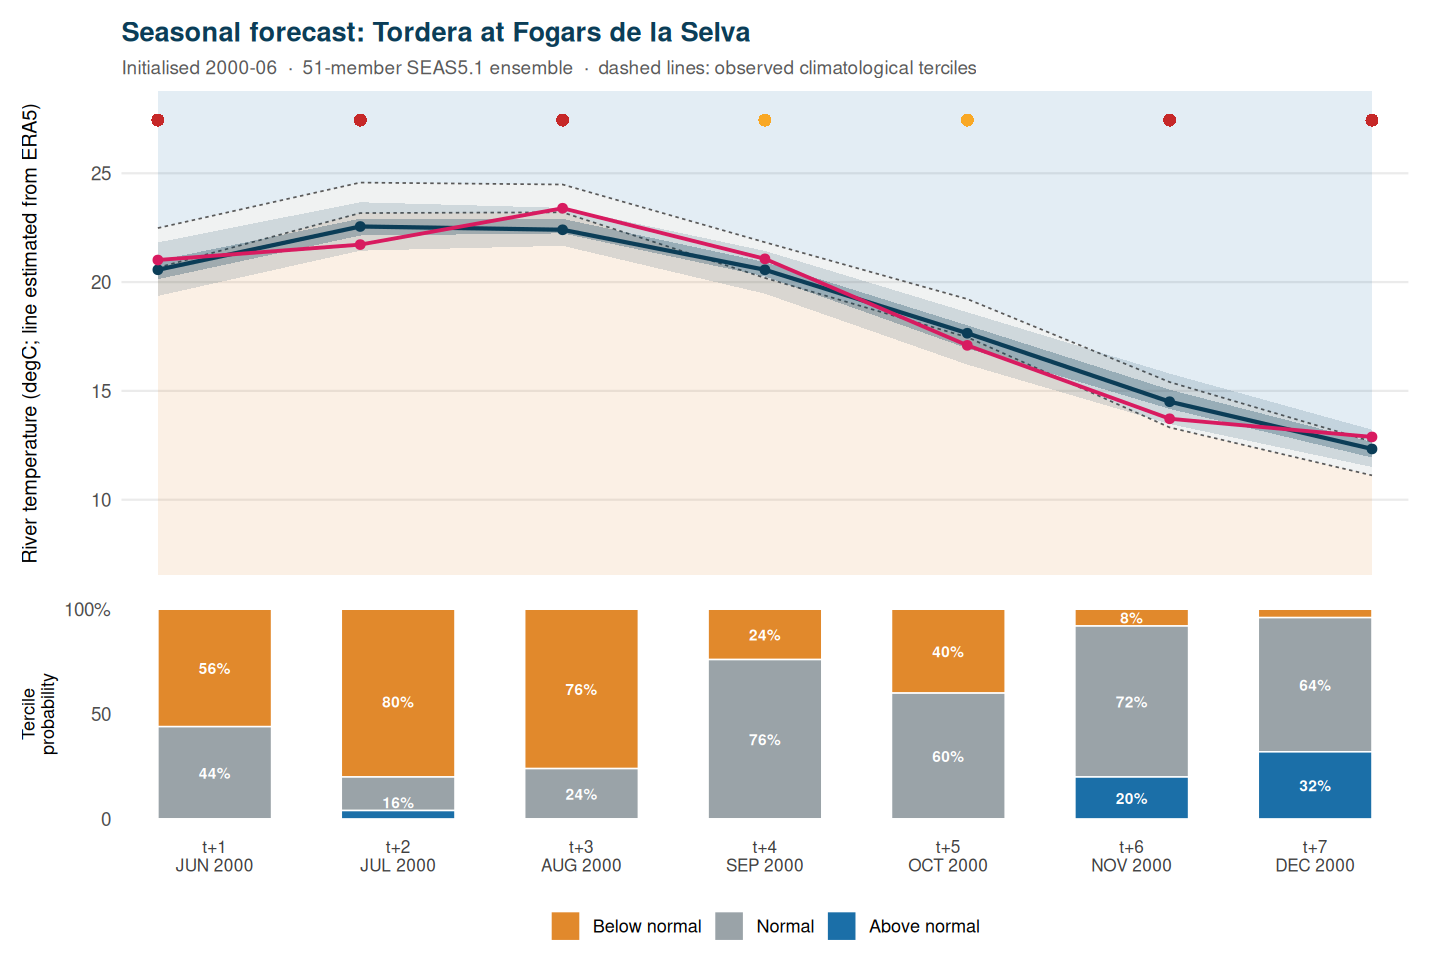 Seasonal forecast: Tordera at Fogars de la Selva
Initialised 2000-06 · 51-member SEAS5.1 ensemble · dashed lines: observed climatological terciles
River temperature (degC; line estimated from ERA5)
25
20
15
10
Tercile
probability
100%
50
0
56%
44%
80%
16%
76%
24%
24%
76%
40%
60%
8%
72%
20%
64%
32%
t+1
JUN 2000
t+2
JUL 2000
t+3
AUG 2000
t+4
SEP 2000
t+5
OCT 2000
t+6
NOV 2000
t+7
DEC 2000
Below normal
Normal
Above normal